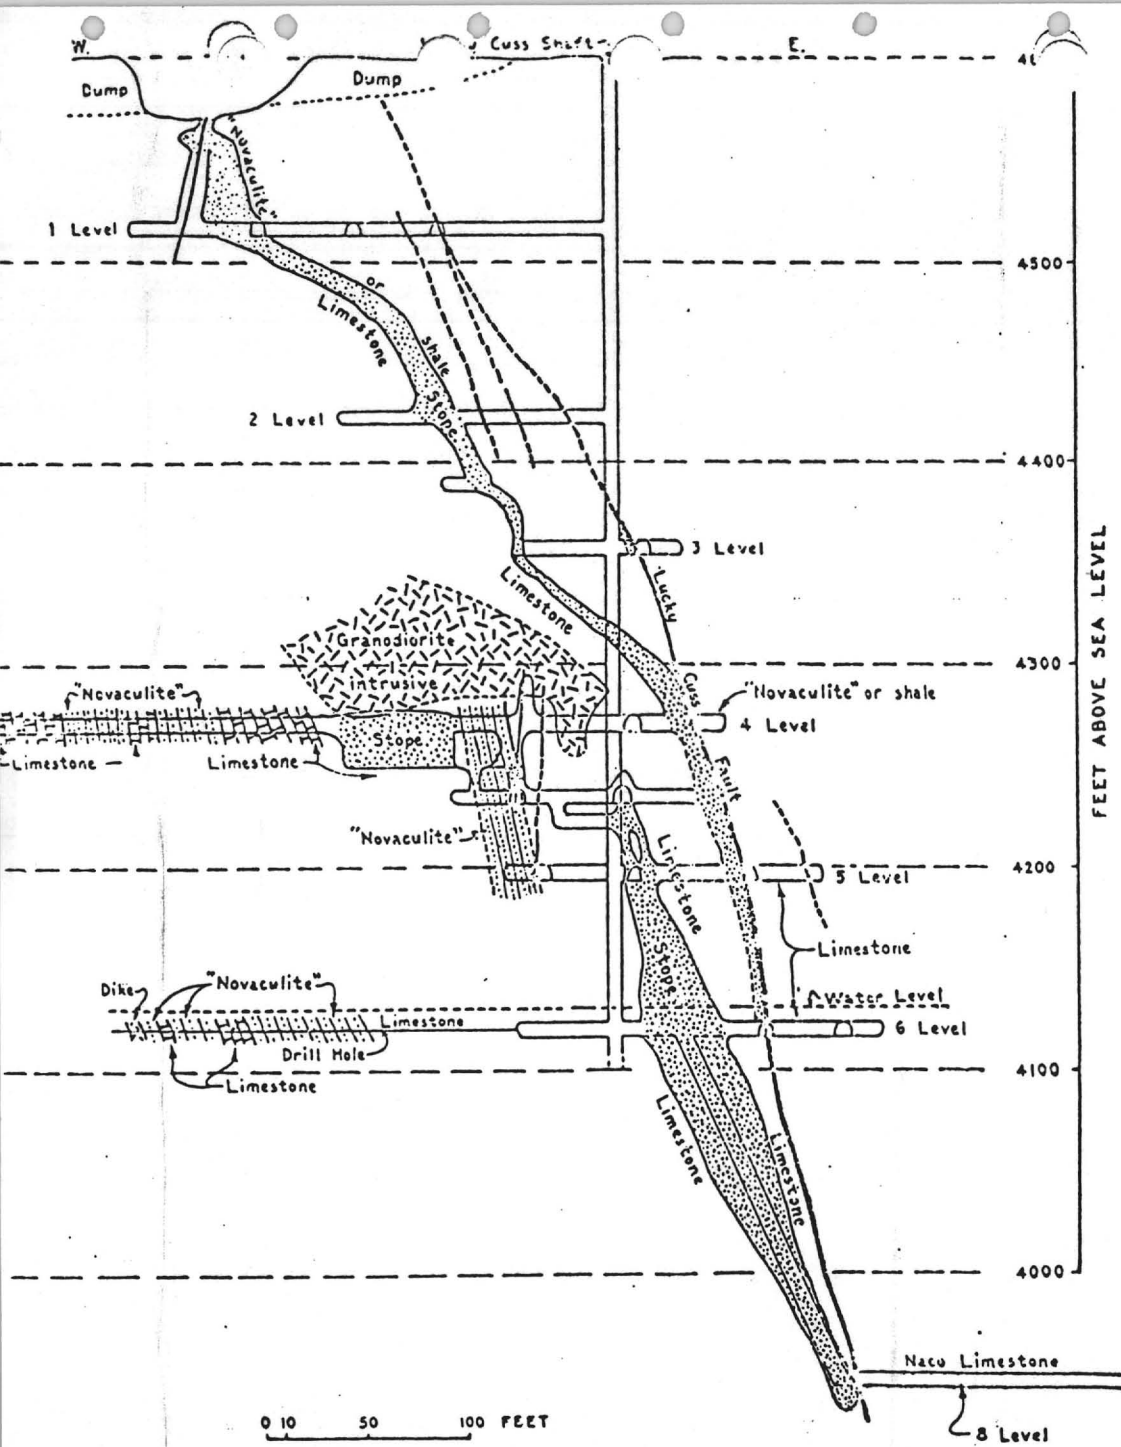 W.
Cuss Shaft
E.
Dump
Dump
"Novaculite"
1 Level
4500
or
Limestone
shale
Stope
2 Level
4400
3 Level
Limestone
Lucky
Granodiorite
intrusive
4300
Cuss
"Novaculite"
"Novaculite" or shale
4 Level
Stope
Limestone
Limestone
Fault
"Novaculite"
Limestone
4200
5 Level
Stope
Limestone
"Novaculite"
Dike
Water Level
Limestone
6 Level
Drill Hole
Limestone
4100
Limestone
Limestone
4000
Naco Limestone
8 Level
0 10 50 100 FEET
FEET ABOVE SEA LEVEL